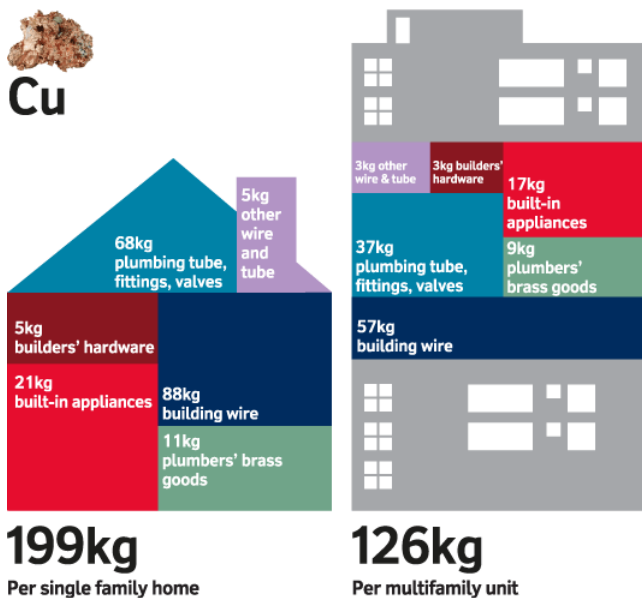 Cu
5kg
other
wire
and
tube
68kg
plumbing tube,
fittings, valves
5kg
builders' hardware
21kg
built-in appliances
88kg
building wire
11kg
plumbers' brass
goods
199kg
Per single family home
3kg other
wire & tube
3kg builders'
hardware
17kg
built-in
appliances
37kg
plumbing tube,
fittings, valves
9kg
plumbers'
brass goods
57kg
building wire
126kg
Per multifamily unit